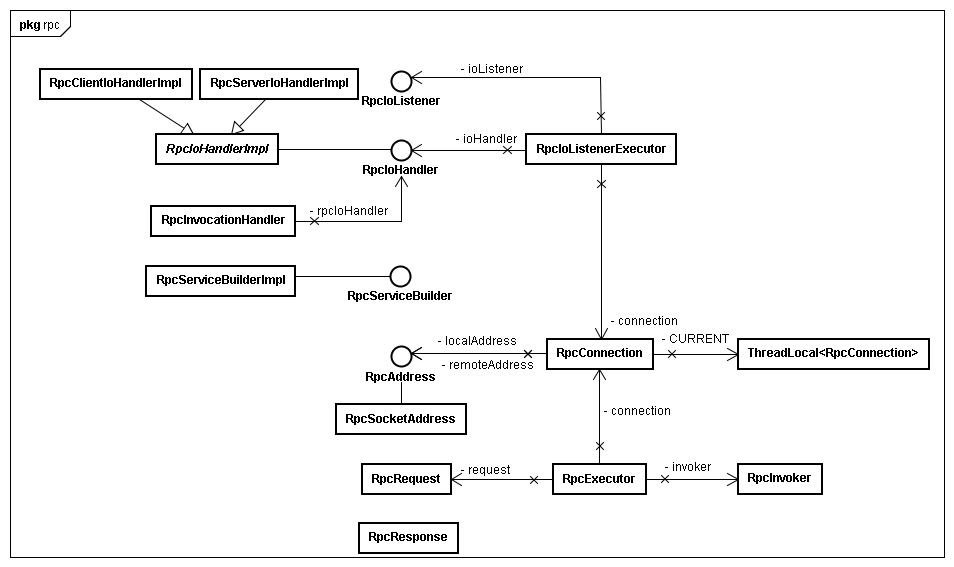 pkg rpc
- ioListener
RpcClientIoHandlerImpl
RpcServerIoHandlerImpl
RpcIoListener
- ioHandler
RpcIoHandlerImpl
RpcIoListenerExecutor
RpcIoHandler
- rpcIoHandler
RpcInvocationHandler
RpcServiceBuilderImpl
RpcServiceBuilder
- connection
- localAddress
- CURRENT
RpcConnection
ThreadLocal<RpcConnection>
- remoteAddress
RpcAddress
RpcSocketAddress
- connection
- request
- invoker
RpcRequest
RpcExecutor
RpcInvoker
RpcResponse